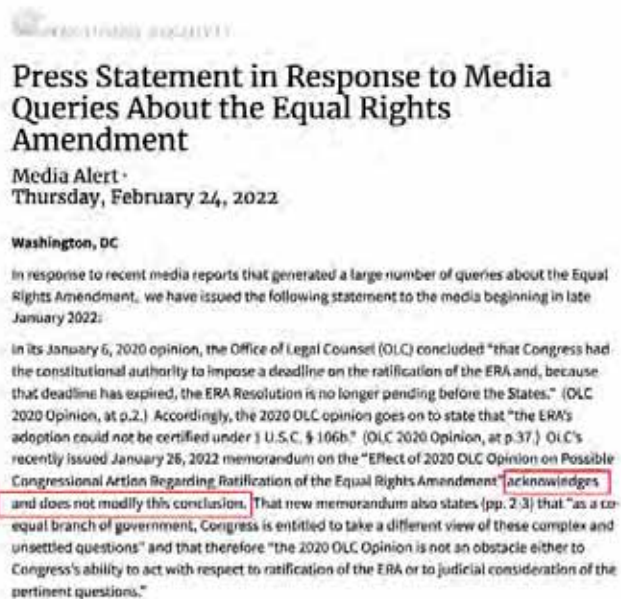 Press Statement in Response to Media
Queries About the Equal Rights
Amendment
Media Alert ·
Thursday, February 24, 2022
Washington, DC
In response to recent media reports that generated a large number of queries about the Equal
Rights Amendment, we have issued the following statement to the media beginning in late
January 2022:
In its January 6, 2020 opinion, the Office of Legal Counsel (OLC) concluded "that Congress had
the constitutional authority to impose a deadline on the ratification of the ERA and, because
that deadline has expired, the ERA Resolution is no longer pending before the States." (OLC
2020 Opinion, at p.2.) Accordingly, the 2020 OLC opinion goes on to state that "the ERA's
adoption could not be certified under 1 U.S.C. § 106b." (OLC 2020 Opinion, at p.37.) OLC's
recently issued January 26, 2022 memorandum on the "Effect of 2020 OLC Opinion on Possible
Congressional Action Regarding Ratification of the Equal Rights Amendment" acknowledges
and does not modify this conclusion. That new memorandum also states (pp. 2-3) that "as a co-
equal branch of government, Congress is entitled to take a different view of these complex and
unsettled questions" and that therefore "the 2020 OLC Opinion is not an obstacle either to
Congress's ability to act with respect to ratification of the ERA or to judicial consideration of the
pertinent questions."